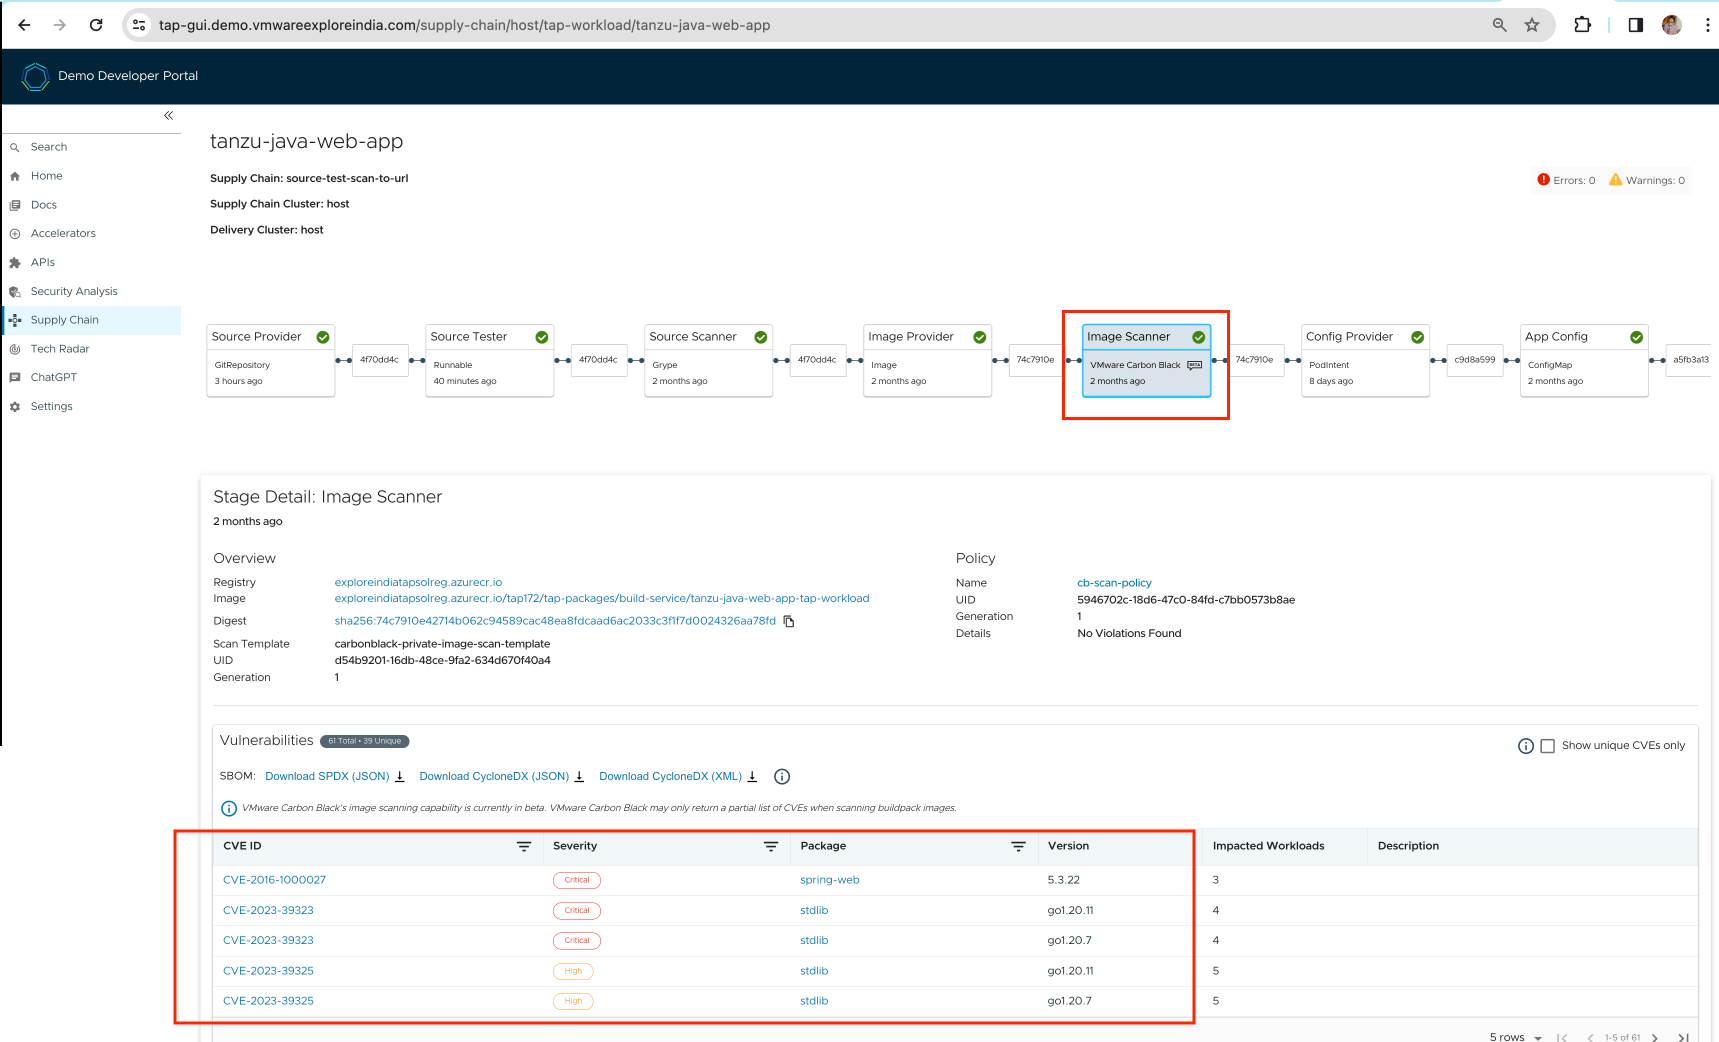 tap-gui.demo.vmwareexploreindia.com/supply-chain/host/tap-workload/tanzu-java-web-app
Demo Developer Portal
Search
Home
Docs
Accelerators
APIs
Security Analysis
Supply Chain
Tech Radar
ChatGPT
Settings
tanzu-java-web-app
Supply Chain: source-test-scan-to-url
Supply Chain Cluster: host
Delivery Cluster: host
Errors: 0 Warnings: 0
Source Provider
GitRepository
3 hours ago
4f70dd4c
Source Tester
Runnable
40 minutes ago
4f70dd4c
Source Scanner
Grype
2 months ago
4f70dd4c
Image Provider
Image
2 months ago
74c7910e
Image Scanner
VMware Carbon Black BETA
2 months ago
74c7910e
Config Provider
PodIntent
8 days ago
c9d8a599
App Config
ConfigMap
2 months ago
a5fb3a13
Stage Detail: Image Scanner
2 months ago
Overview
Registry exploreindiatapsolreg.azurecr.io
Image exploreindiatapsolreg.azurecr.io/tap172/tap-packages/build-service/tanzu-java-web-app-tap-workload
Digest sha256:74c7910e42714b062c94589cac48ea8fdcaad6ac2033c3f1f7d0024326aa78fd
Scan Template carbonblack-private-image-scan-template
UID d54b9201-16db-48ce-9fa2-634d670f40a4
Generation 1
Policy
Name cb-scan-policy
UID 5946702c-18d6-47c0-84fd-c7bb0573b8ae
Generation 1
Details No Violations Found
Vulnerabilities 61 Total • 39 Unique
Show unique CVEs only
SBOM: Download SPDX (JSON) Download CycloneDX (JSON) Download CycloneDX (XML)
VMware Carbon Black's image scanning capability is currently in beta. VMware Carbon Black may only return a partial list of CVEs when scanning buildpack images.
CVE ID Severity Package Version Impacted Workloads Description
CVE-2016-1000027 Critical spring-web 5.3.22 3
CVE-2023-39323 Critical stdlib go1.20.11 4
CVE-2023-39323 Critical stdlib go1.20.7 4
CVE-2023-39325 High stdlib go1.20.11 5
CVE-2023-39325 High stdlib go1.20.7 5
5 rows 1-5 of 61